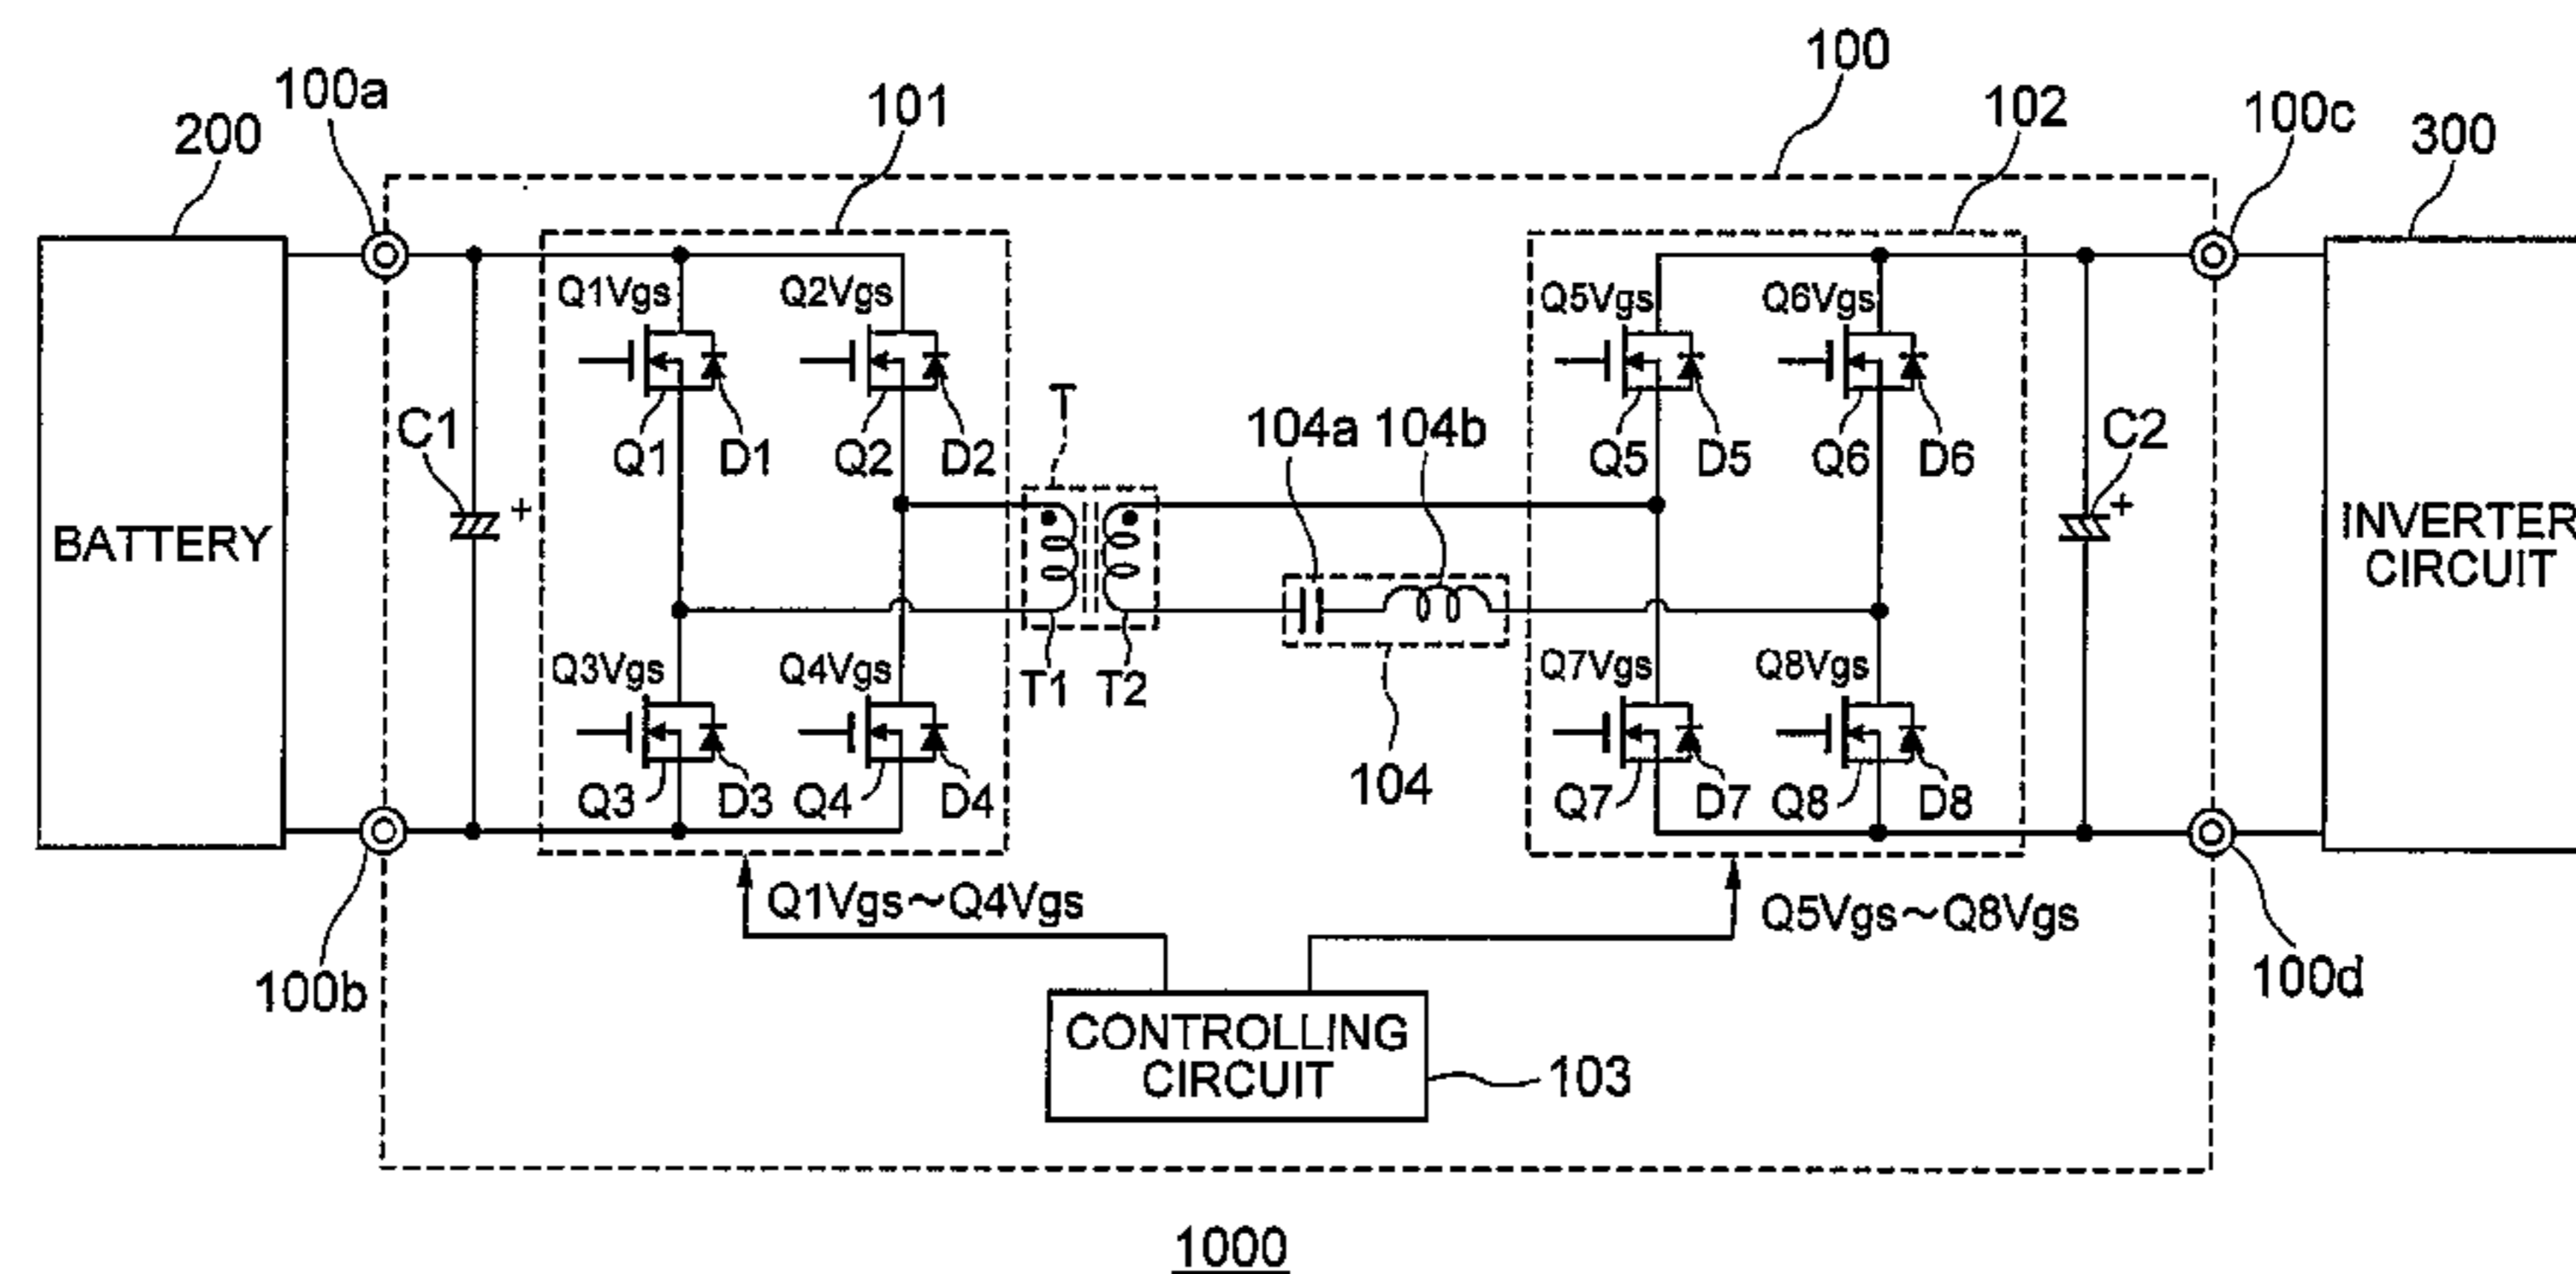 100
100a
101
102
100c
200
300
Q1Vgs
Q2Vgs
Q5Vgs
Q6Vgs
C1
+
Q1
D1
Q2
D2
T
104a
104b
Q5
D5
Q6
D6
C2
+
BATTERY
INVERTER
CIRCUIT
Q3Vgs
Q4Vgs
T1
T2
Q7Vgs
Q8Vgs
Q3
D3
Q4
D4
104
Q7
D7
Q8
D8
Q1Vgs~Q4Vgs
Q5Vgs~Q8Vgs
100b
100d
CONTROLLING
CIRCUIT
103
1000